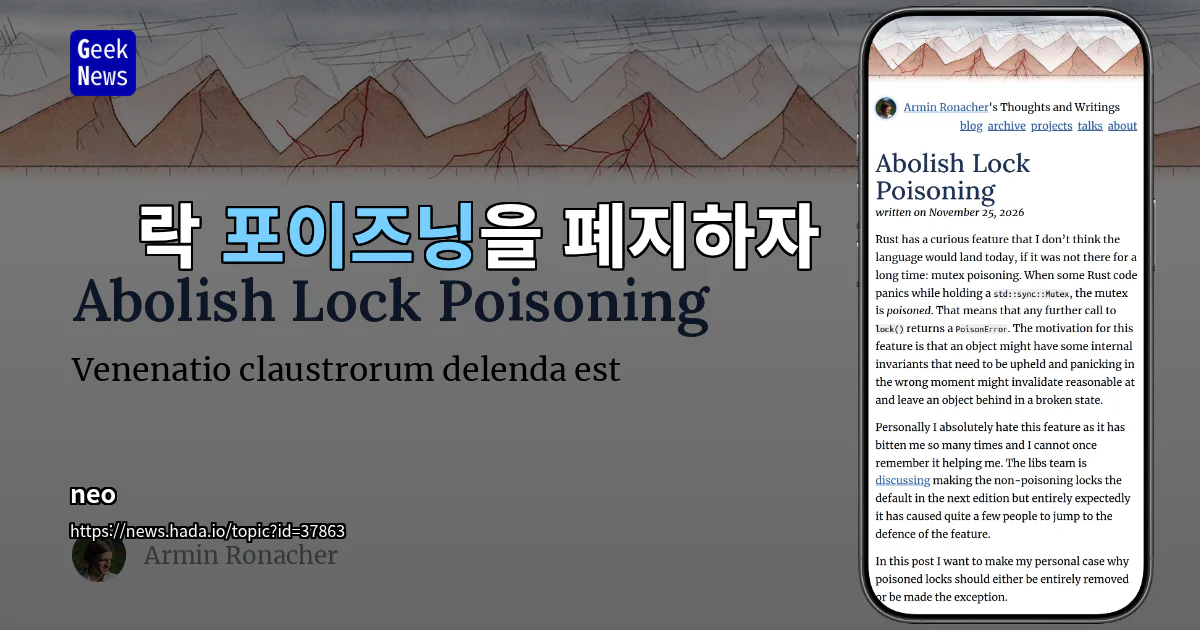 Geek
News
락 포이즈닝을 폐지하자
Abolish Lock Poisoning
Venenatio claustrorum delenda est
neo
https://news.hada.io/topic?id=37863
Armin Ronacher
Armin Ronacher's Thoughts and Writings
blog archive projects talks about
Abolish Lock
Poisoning
written on November 25, 2026
Rust has a curious feature that I don't think the
language would land today, if it was not there for a
long time: mutex poisoning. When some Rust code
panics while holding a std::sync::Mutex, the mutex
is poisoned. That means that any further call to
lock() returns a PoisonError. The motivation for this
feature is that an object might have some internal
invariants that need to be upheld and panicking in
the wrong moment might invalidate reasonable at
and leave an object behind in a broken state.
Personally I absolutely hate this feature as it has
bitten me so many times and I cannot once
remember it helping me. The libs team is
discussing making the non-poisoning locks the
default in the next edition but entirely expectedly
it has caused quite a few people to jump to the
defence of the feature.
In this post I want to make my personal case why
poisoned locks should either be entirely removed
or be made the exception.